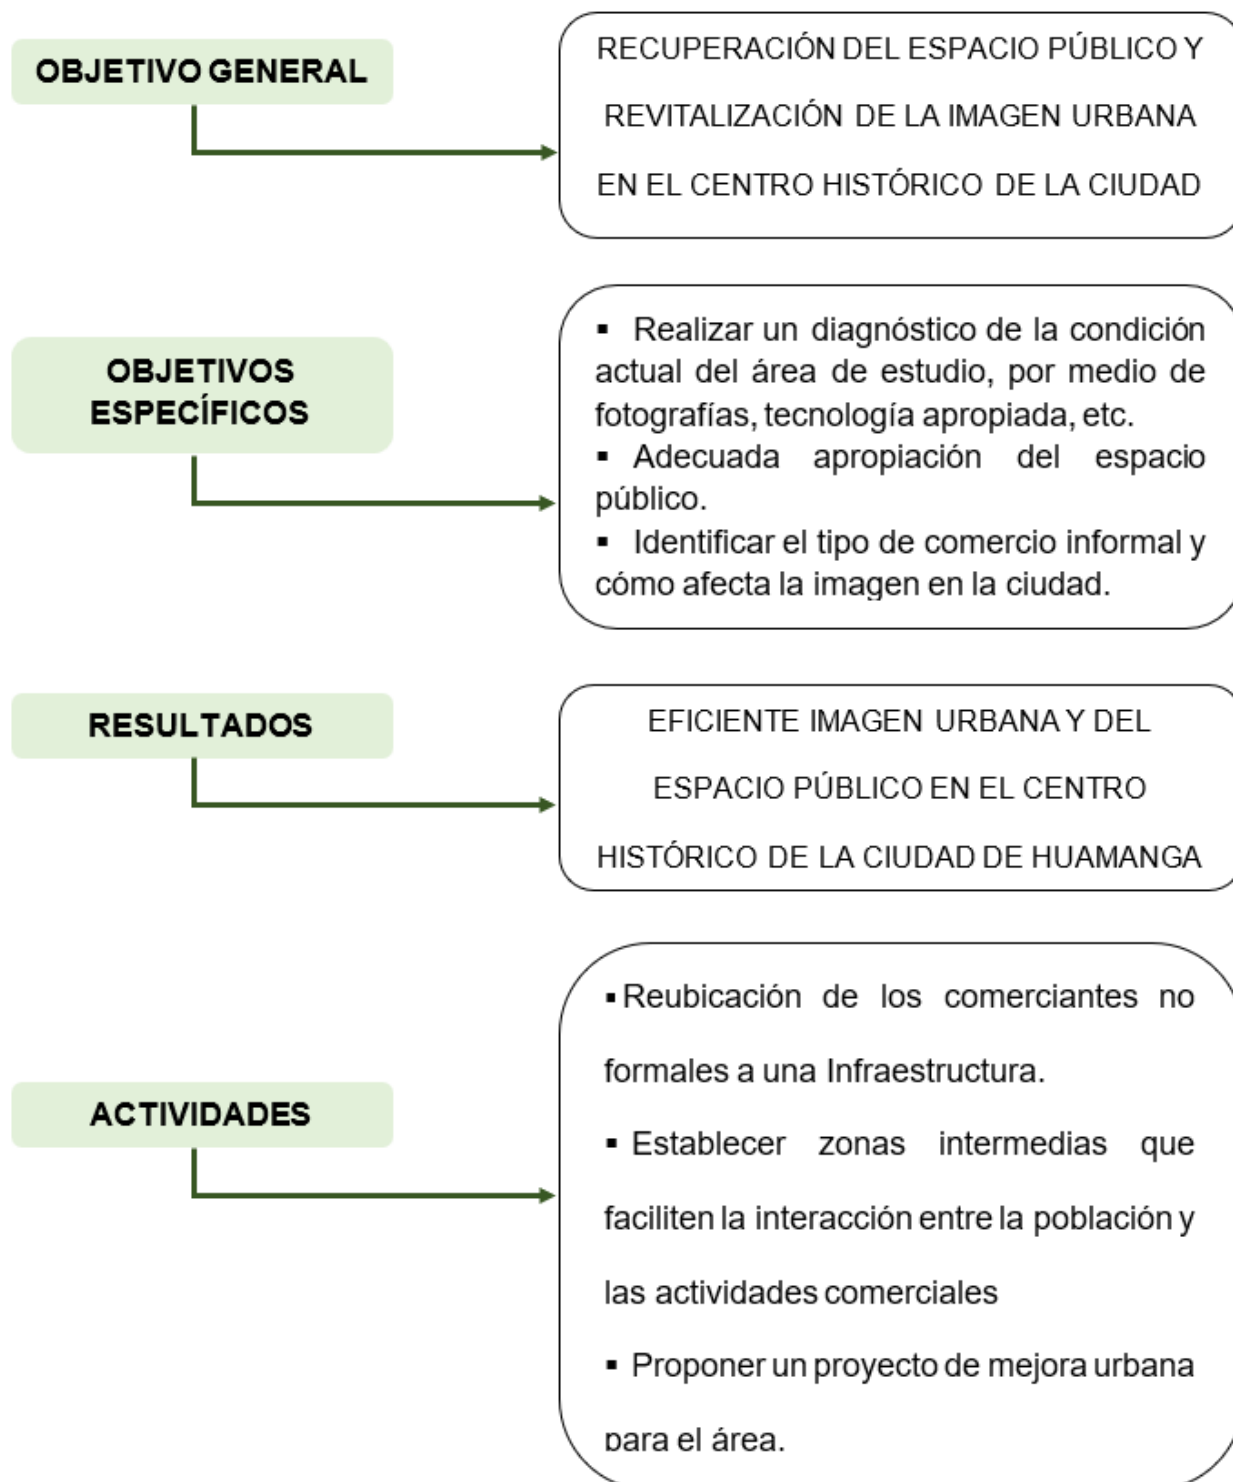 OBJETIVO GENERAL
RECUPERACIÓN DEL ESPACIO PÚBLICO Y
REVITALIZACIÓN DE LA IMAGEN URBANA
EN EL CENTRO HISTÓRICO DE LA CIUDAD
OBJETIVOS
ESPECÍFICOS
▪ Realizar un diagnóstico de la condición
actual del área de estudio, por medio de
fotografías, tecnología apropiada, etc.
▪ Adecuada apropiación del espacio
público.
▪ Identificar el tipo de comercio informal y
cómo afecta la imagen en la ciudad.
RESULTADOS
EFICIENTE IMAGEN URBANA Y DEL
ESPACIO PÚBLICO EN EL CENTRO
HISTÓRICO DE LA CIUDAD DE HUAMANGA
ACTIVIDADES
▪ Reubicación de los comerciantes no
formales a una Infraestructura.
▪ Establecer zonas intermedias que
faciliten la interacción entre la población y
las actividades comerciales
▪ Proponer un proyecto de mejora urbana
para el área.